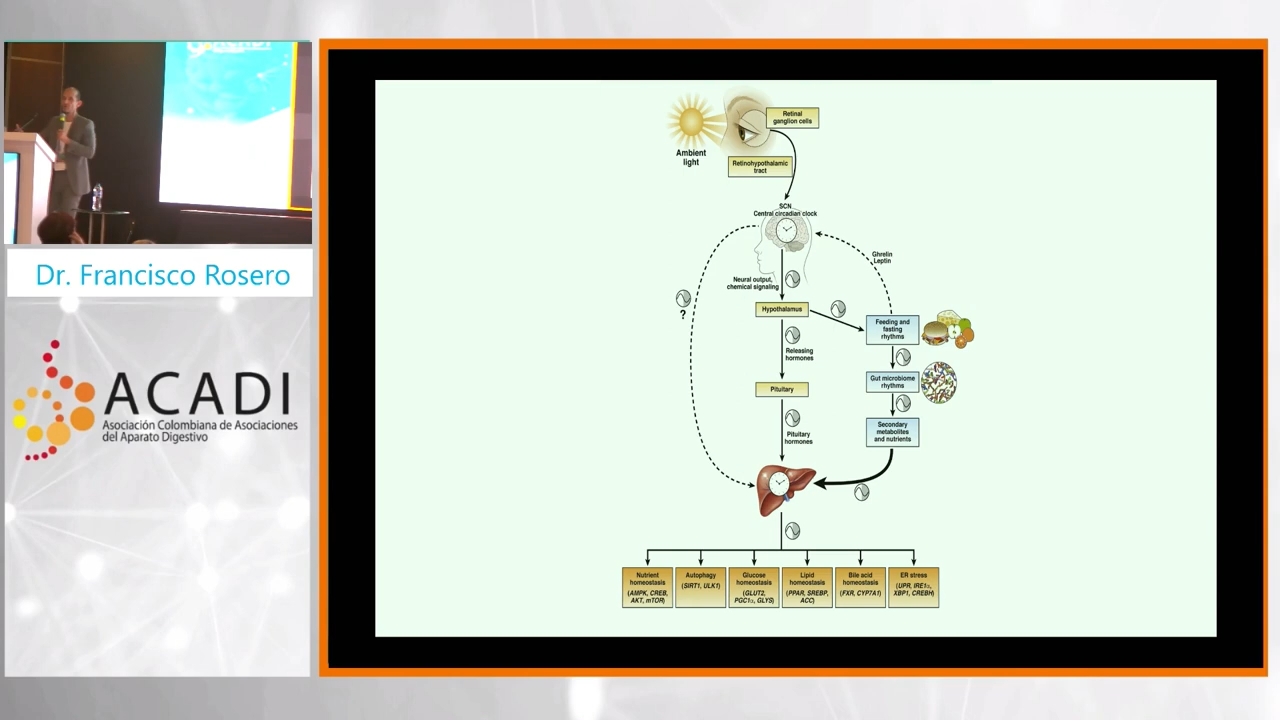 Dr. Francisco Rosero
ACADI
Asociación Colombiana de Asociaciones
del Aparato Digestivo
Retinal
ganglion cells
Ambient
light
Retinohypothalamic
tract
SCN
Central circadian clock
Ghrelin
Leptin
Neural output,
chemical signaling
?
Hypothalamus
Feeding and
fasting
rhythms
Releasing
hormones
Gut microbiome
rhythms
Pituitary
Pituitary
hormones
Secondary
metabolites
and nutrients
Nutrient
homeostasis
(AMPK, CREB,
AKT, mTOR)
Autophagy
(SIRT1, ULK1)
Glucose
homeostasis
(GLUT2,
PGC1α, GLYS)
Lipid
homeostasis
(PPAR, SREBP,
ACC)
Bile acid
homeostasis
(FXR, CYP7A1)
ER stress
(UPR, IRE1α,
XBP1, CREBH)